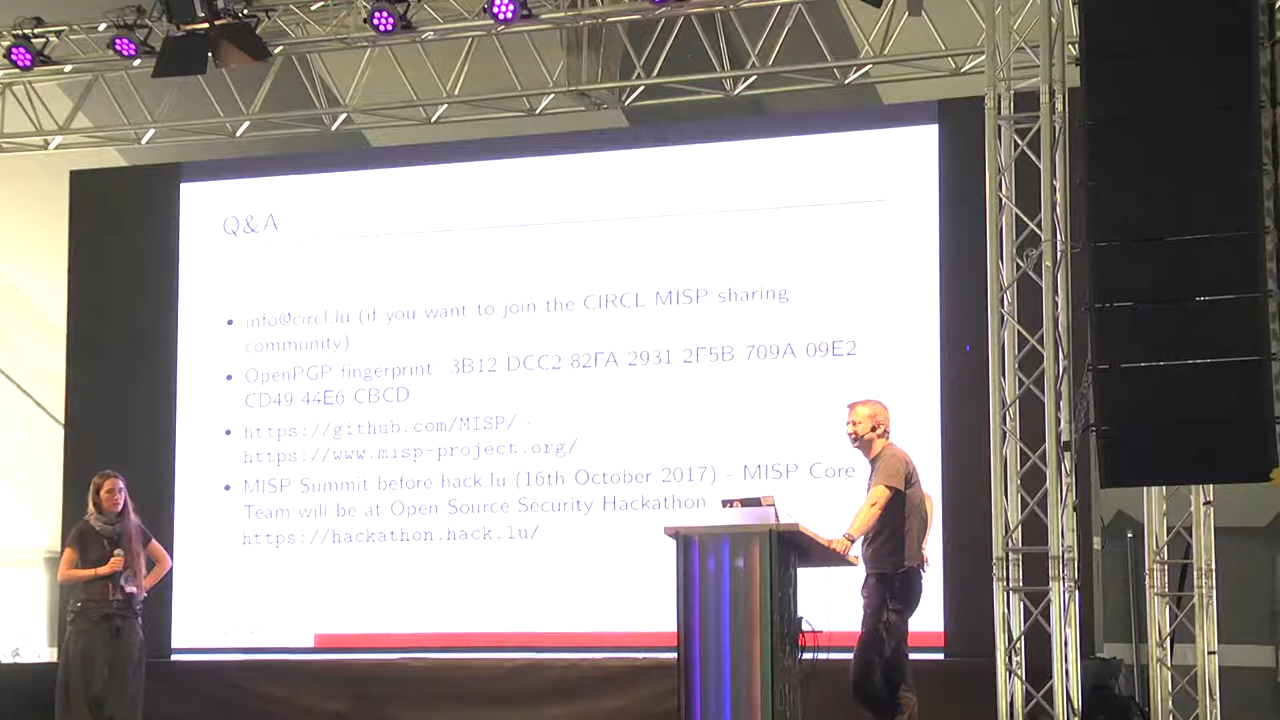 Q&A
• info@circl.lu (if you want to join the CIRCL MISP sharing
community)
• OpenPGP fingerprint: 3B12 DCC2 82FA 2931 2F5B 709A 09E2
CD49 44E6 CBCD
• https://github.com/MISP/ -
https://www.misp-project.org/
• MISP Summit before hack.lu (16th October 2017) - MISP Core
Team will be at Open Source Security Hackathon
https://hackathon.hack.lu/